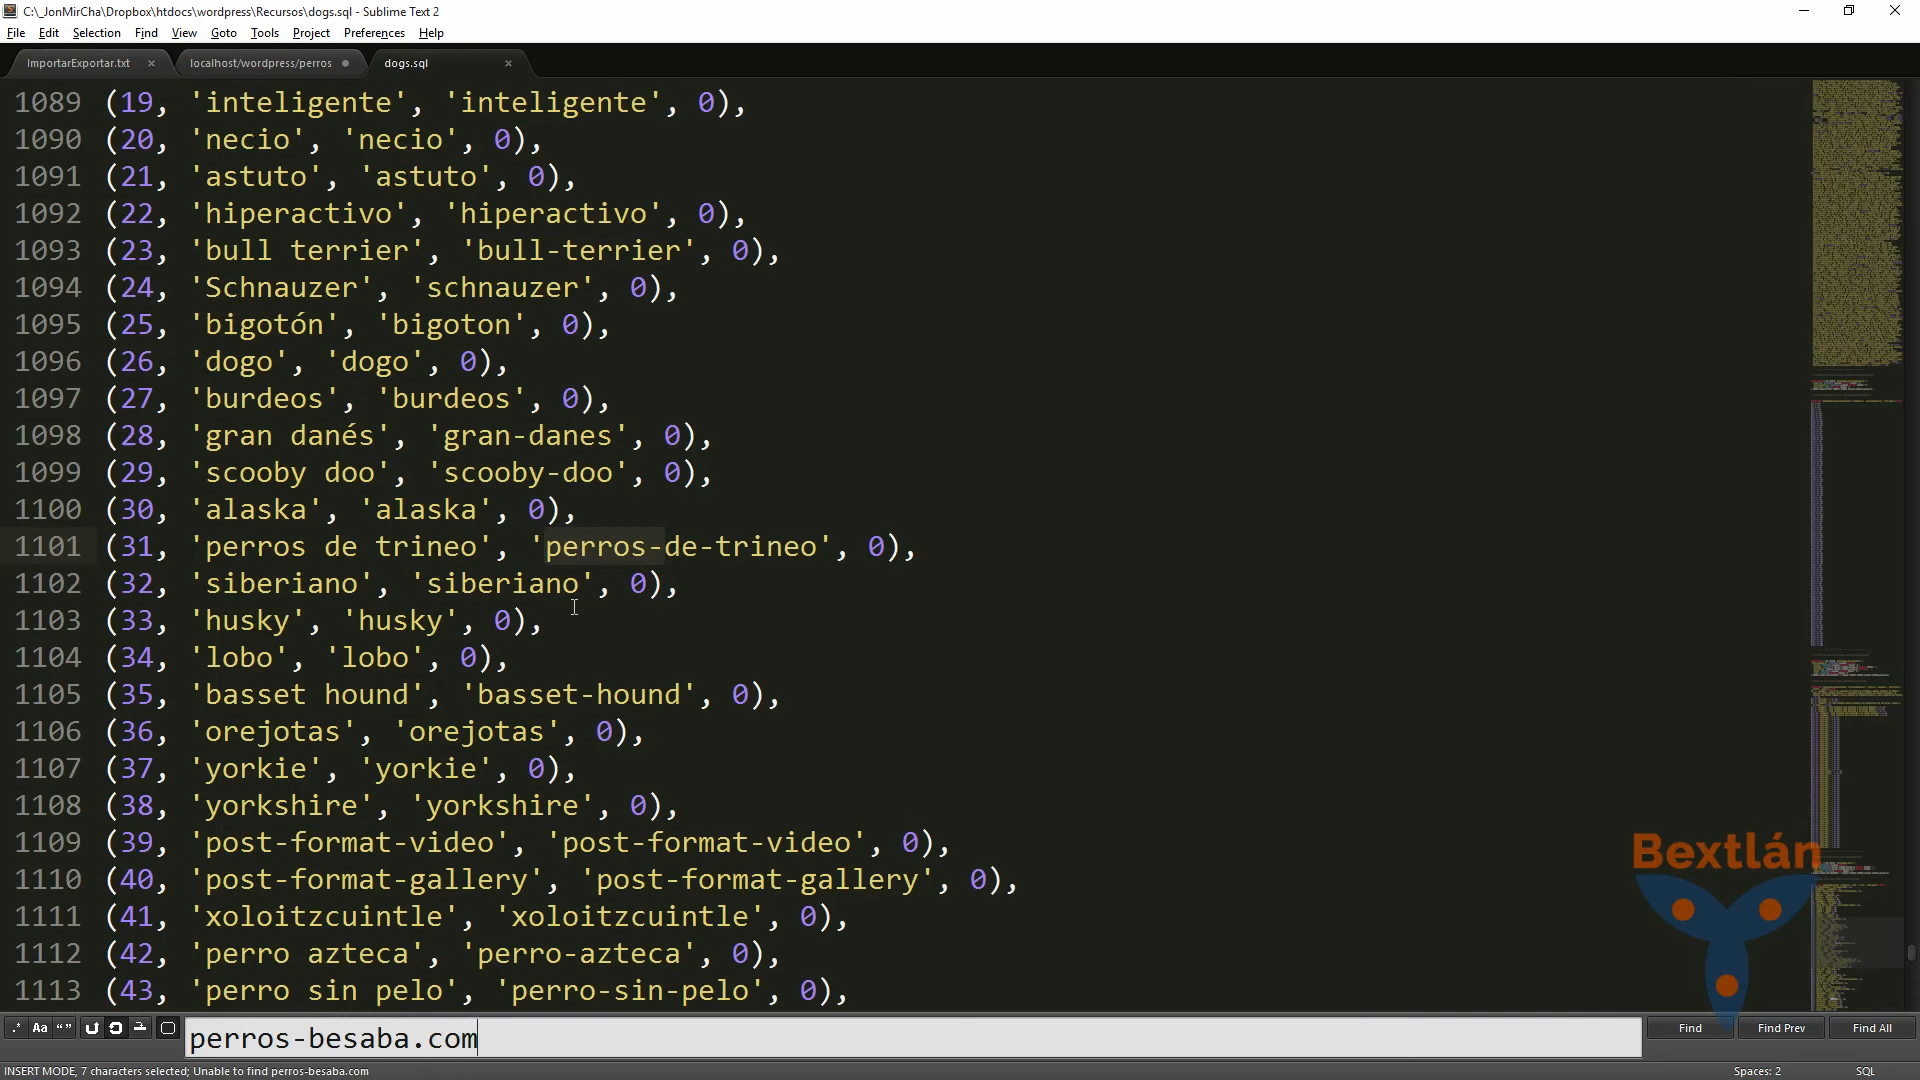 C:\_JonMirCha\Dropbox\htdocs\wordpress\Recursos\dogs.sql - Sublime Text 2
File Edit Selection Find View Goto Tools Project Preferences Help
ImportarExportar.txt localhost/wordpress/perros dogs.sql
1089 (19, 'inteligente', 'inteligente', 0),
1090 (20, 'necio', 'necio', 0),
1091 (21, 'astuto', 'astuto', 0),
1092 (22, 'hiperactivo', 'hiperactivo', 0),
1093 (23, 'bull terrier', 'bull-terrier', 0),
1094 (24, 'Schnauzer', 'schnauzer', 0),
1095 (25, 'bigotón', 'bigoton', 0),
1096 (26, 'dogo', 'dogo', 0),
1097 (27, 'burdeos', 'burdeos', 0),
1098 (28, 'gran danés', 'gran-danes', 0),
1099 (29, 'scooby doo', 'scooby-doo', 0),
1100 (30, 'alaska', 'alaska', 0),
1101 (31, 'perros de trineo', 'perros-de-trineo', 0),
1102 (32, 'siberiano', 'siberiano', 0),
1103 (33, 'husky', 'husky', 0),
1104 (34, 'lobo', 'lobo', 0),
1105 (35, 'basset hound', 'basset-hound', 0),
1106 (36, 'orejotas', 'orejotas', 0),
1107 (37, 'yorkie', 'yorkie', 0),
1108 (38, 'yorkshire', 'yorkshire', 0),
1109 (39, 'post-format-video', 'post-format-video', 0),
1110 (40, 'post-format-gallery', 'post-format-gallery', 0),
1111 (41, 'xoloitzcuintle', 'xoloitzcuintle', 0),
1112 (42, 'perro azteca', 'perro-azteca', 0),
1113 (43, 'perro sin pelo', 'perro-sin-pelo', 0),
Bextlán
.* Aa “” perros-besaba.com Find Find Prev Find All
INSERT MODE, 7 characters selected; Unable to find perros-besaba.com Spaces: 2 SQL